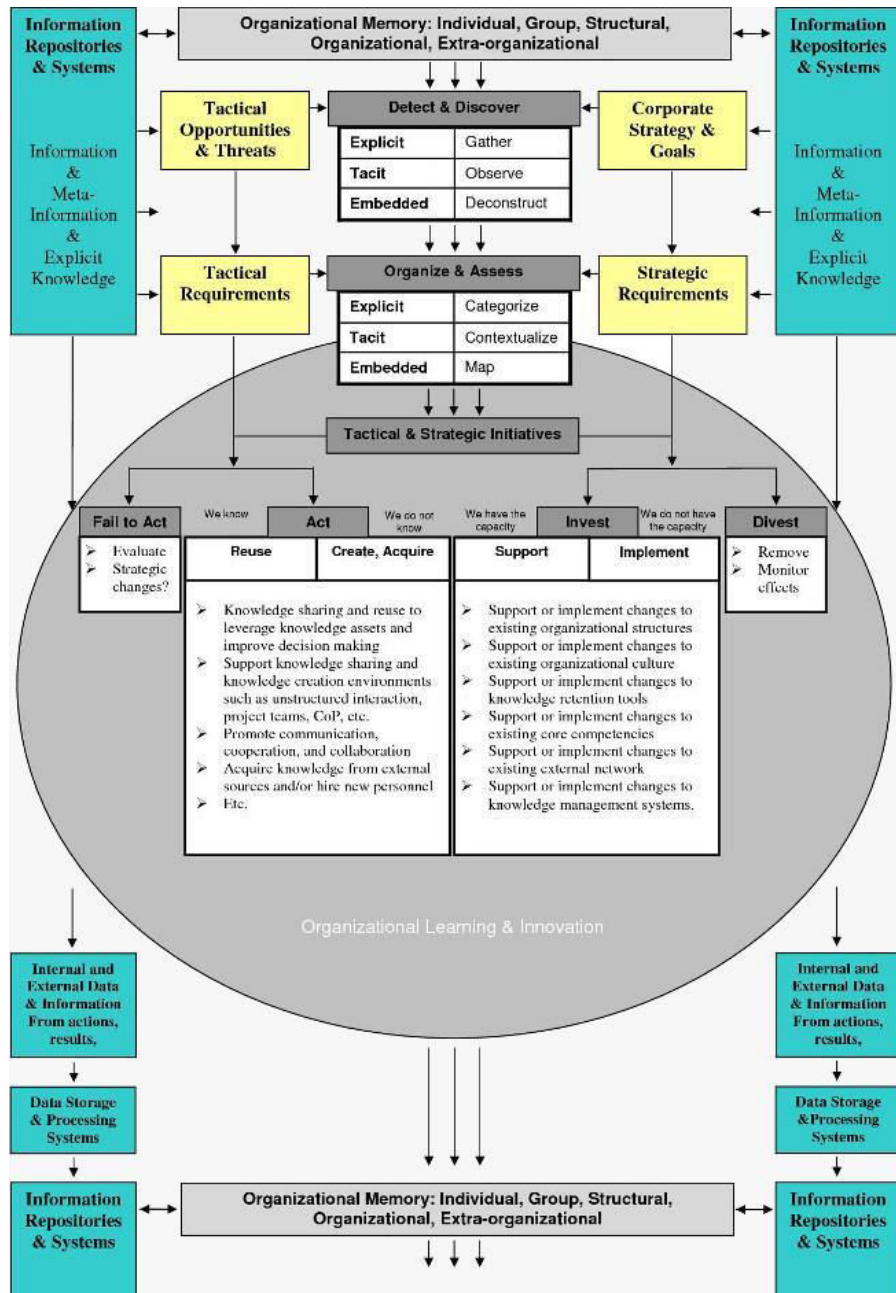 Information
Repositories
& Systems
Organizational Memory: Individual, Group, Structural,
Organizational, Extra-organizational
Information
Repositories
& Systems
Tactical
Opportunities
& Threats
Detect & Discover
Explicit Gather
Tacit Observe
Embedded Deconstruct
Corporate
Strategy &
Goals
Information
&
Meta-
Information
&
Explicit
Knowledge
Information
&
Meta-
Information
&
Explicit
Knowledge
Tactical
Requirements
Organize & Assess
Explicit Categorize
Tacit Contextualize
Embedded Map
Strategic
Requirements
Tactical & Strategic Initiatives
Fail to Act
➢ Evaluate
➢ Strategic
changes?
We know
Act
We do not
know
Reuse Create, Acquire
➢ Knowledge sharing and reuse to
leverage knowledge assets and
improve decision making
➢ Support knowledge sharing and
knowledge creation environments
such as unstructured interaction,
project teams, CoP, etc.
➢ Promote communication,
cooperation, and collaboration
➢ Acquire knowledge from external
sources and/or hire new personnel
➢ Etc.
We have the
capacity
Invest
We do not have
the capacity
Support Implement
➢ Support or implement changes to
existing organizational structures
➢ Support or implement changes to
existing organizational culture
➢ Support or implement changes to
knowledge retention tools
➢ Support or implement changes to
existing core competencies
➢ Support or implement changes to
existing external network
➢ Support or implement changes to
knowledge management systems.
Divest
➢ Remove
➢ Monitor
effects
Organizational Learning & Innovation
Internal and
External Data
& Information
From actions,
results,
Internal and
External Data
& Information
From actions,
results,
Data Storage
& Processing
Systems
Data Storage
&Processing
Systems
Information
Repositories
& Systems
Organizational Memory: Individual, Group, Structural,
Organizational, Extra-organizational
Information
Repositories
& Systems